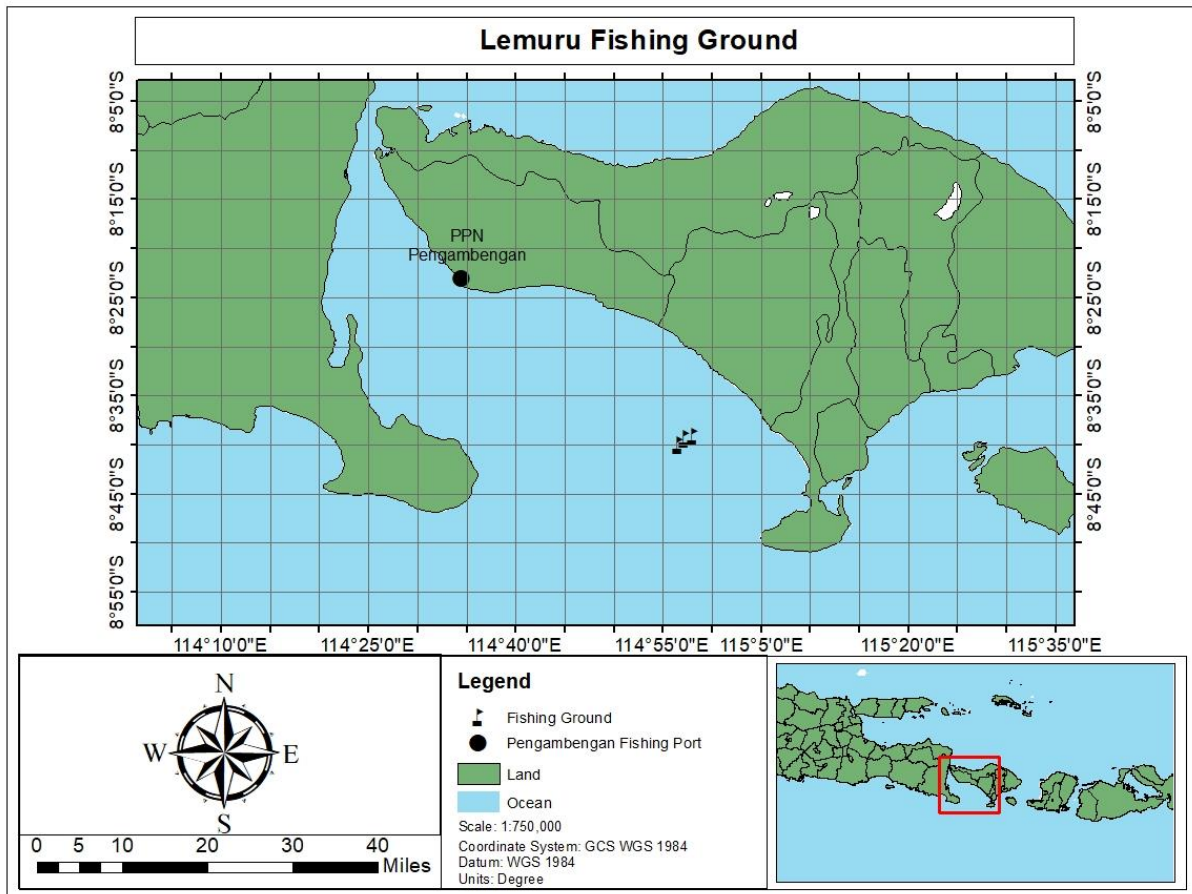 Lemuru Fishing Ground
8°5'0"S
8°15'0"S
8°25'0"S
8°35'0"S
8°45'0"S
8°55'0"S
8°5'0"S
8°15'0"S
8°25'0"S
8°35'0"S
8°45'0"S
8°55'0"S
PPN
Pengambengan
114°10'0"E 114°25'0"E 114°40'0"E 114°55'0"E 115°5'0"E 115°20'0"E 115°35'0"E
N
W E
S
0 5 10 20 30 40
Miles
Legend
Fishing Ground
Pengambengan Fishing Port
Land
Ocean
Scale: 1:750,000
Coordinate System: GCS WGS 1984
Datum: WGS 1984
Units: Degree